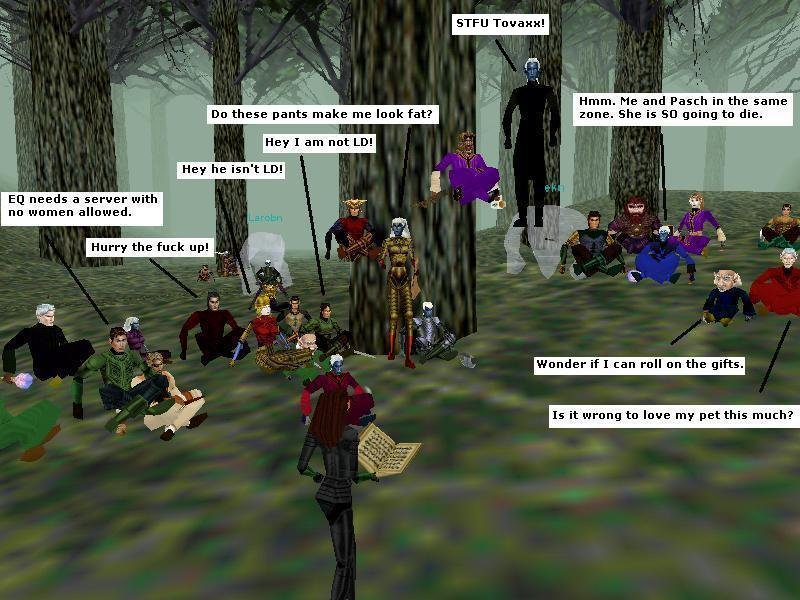 STFU Tovaxx!
Hmm. Me and Pasch in the same
zone. She is SO going to die.
Do these pants make me look fat?
Hey I am not LD!
Hey he isn't LD!
EQ needs a server with
no women allowed.
Larobn
Hurry the fuck up!
Wonder if I can roll on the gifts.
Is it wrong to love my pet this much?